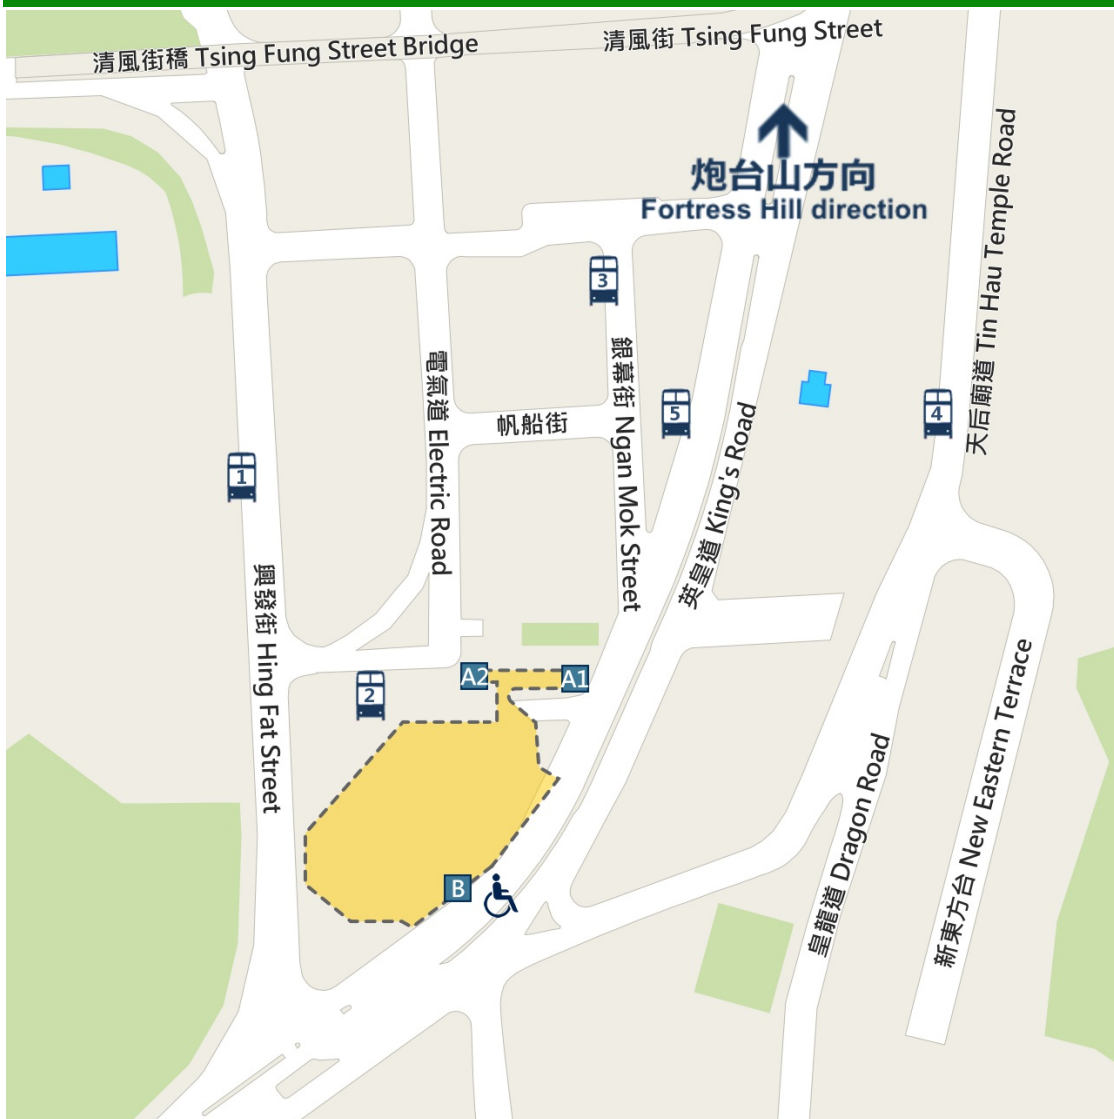 清風街橋 Tsing Fung Street Bridge
清風街 Tsing Fung Street
炮台山方向
Fortress Hill direction
天后廟道 Tin Hau Temple Road
3
銀幕街 Ngan Mok Street
電氣道 Electric Road
帆船街
5
4
英皇道 King's Road
1
興發街 Hing Fat Street
A2
A1
2
新東方台 New Eastern Terrace
皇龍道 Dragon Road
B